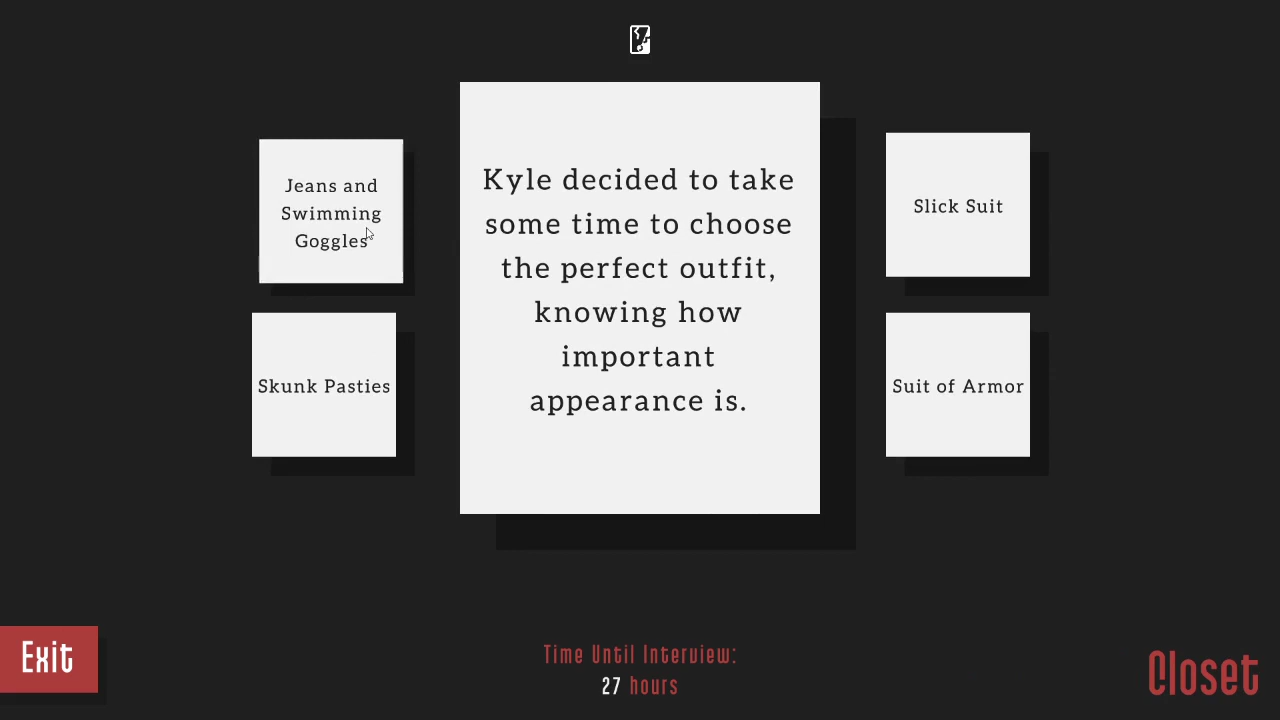 Jeans and
Swimming
Goggles
Skunk Pasties
Kyle decided to take
some time to choose
the perfect outfit,
knowing how
important
appearance is.
Slick Suit
Suit of Armor
Exit
Time Until Interview:
27 hours
Closet